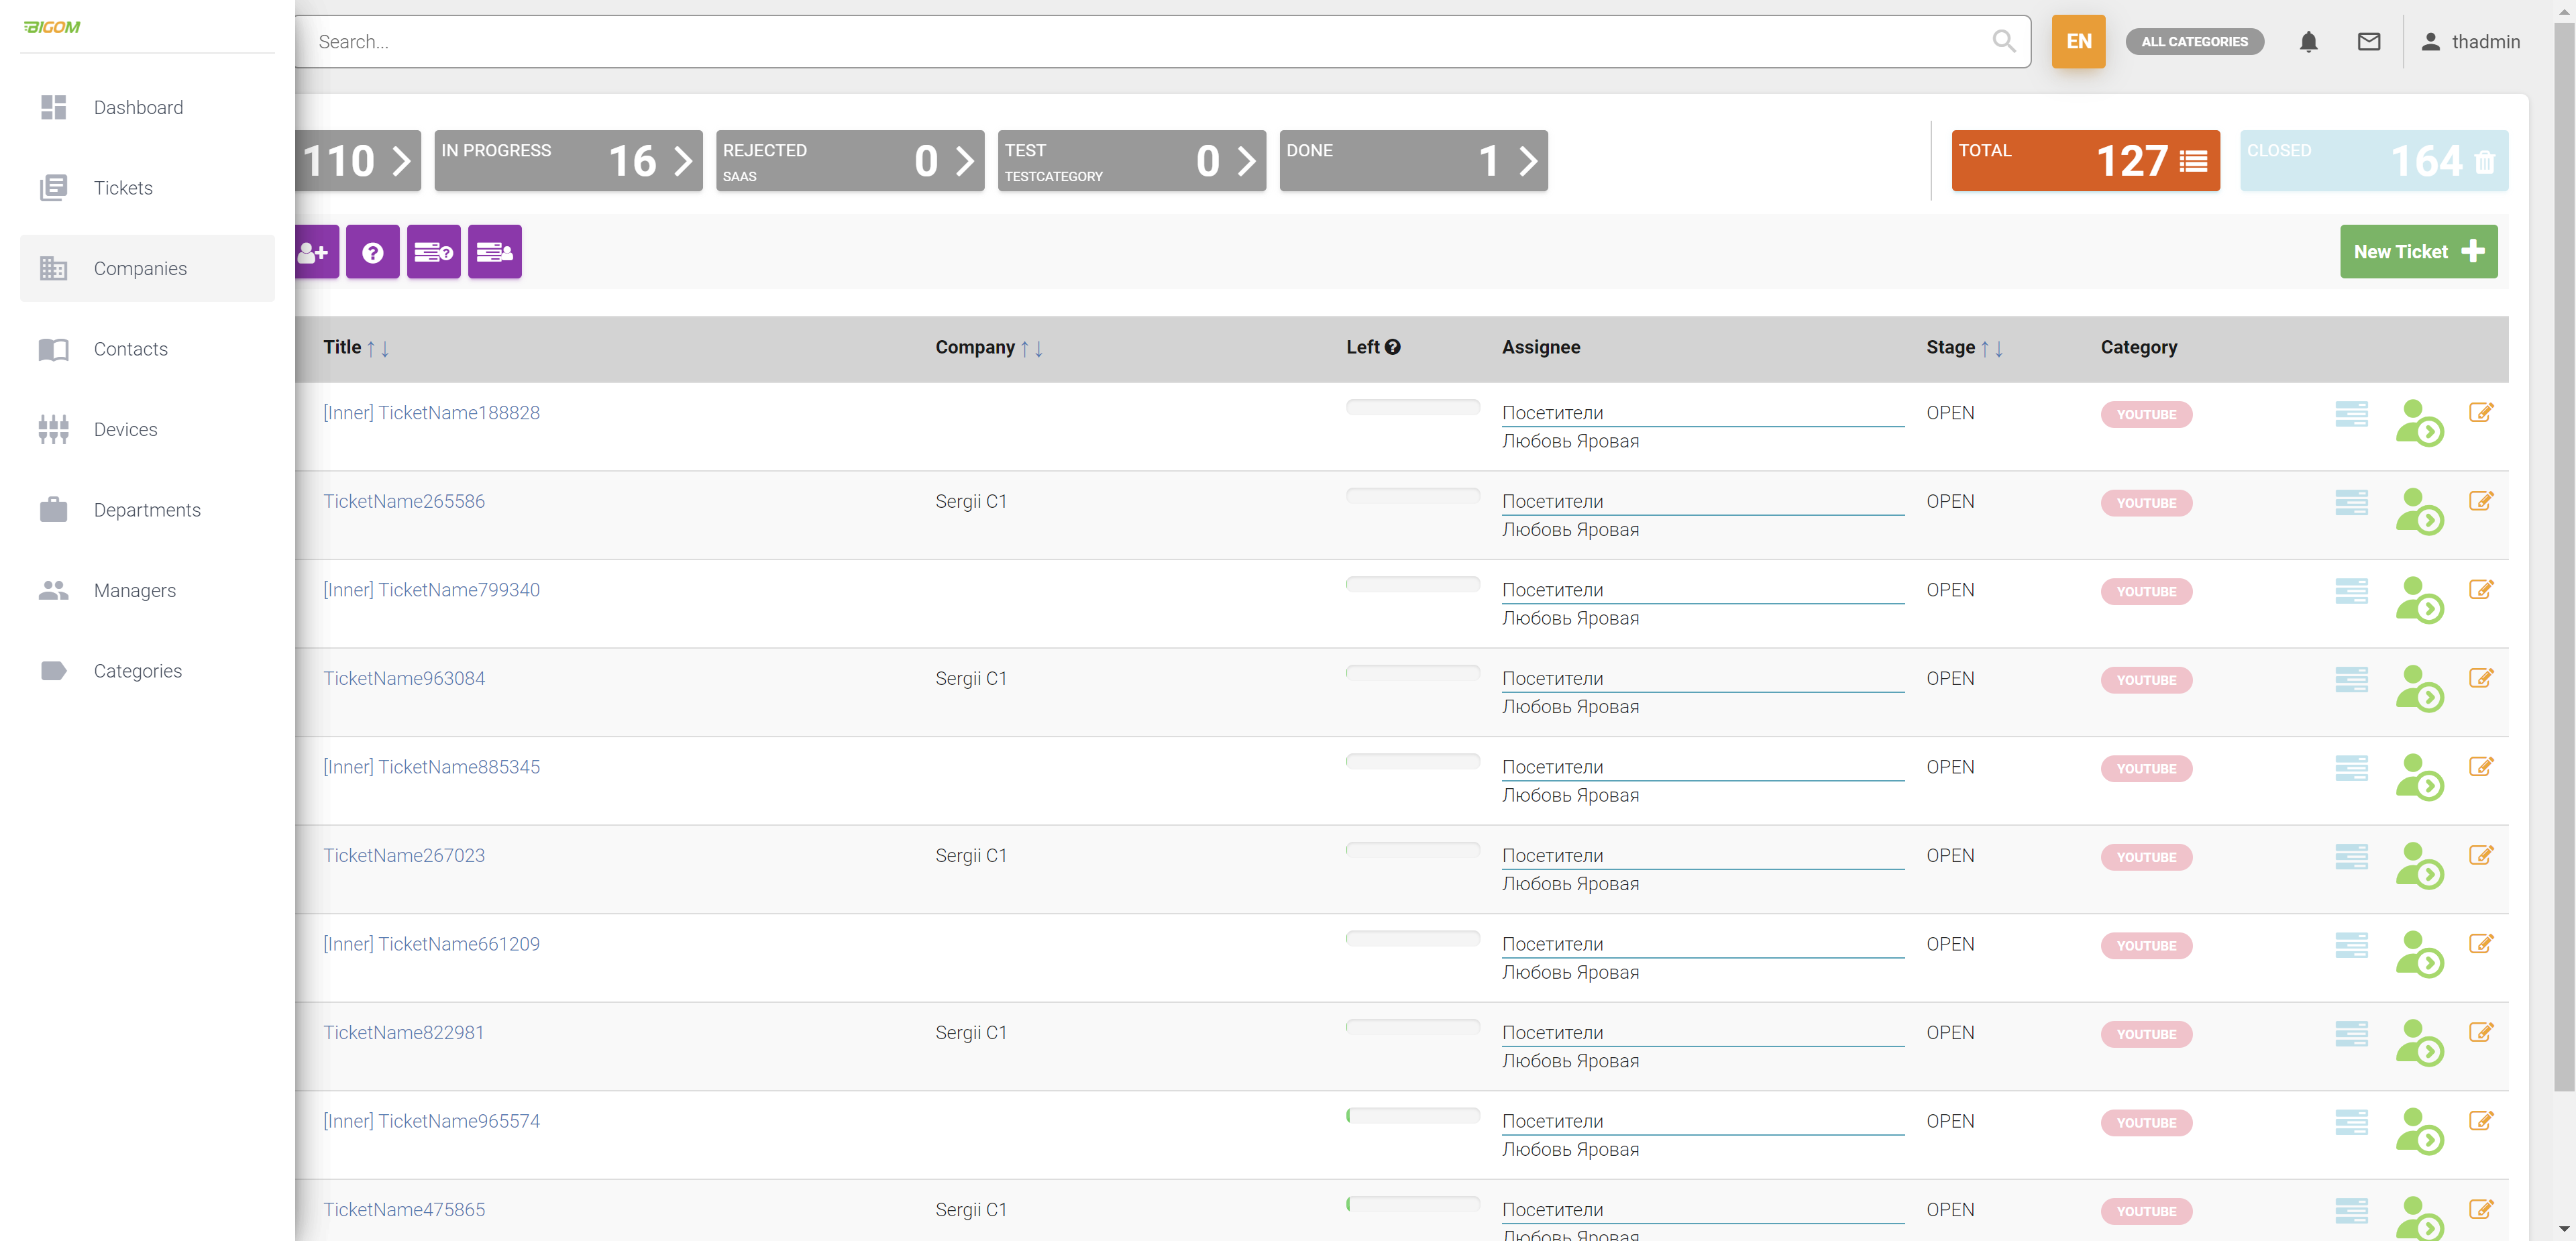 BIGOM
Search...
EN
ALL CATEGORIES
thadmin
Dashboard
Tickets
Companies
Contacts
Devices
Departments
Managers
Categories
110
IN PROGRESS 16
REJECTED 0
SAAS
TEST 0
TESTCATEGORY
DONE 1
TOTAL 127
CLOSED 164
New Ticket
Title Company Left Assignee Stage Category
[Inner] TicketName188828 Посетители OPEN YOUTUBE
Любовь Яровая
TicketName265586 Sergii C1 Посетители OPEN YOUTUBE
Любовь Яровая
[Inner] TicketName799340 Посетители OPEN YOUTUBE
Любовь Яровая
TicketName963084 Sergii C1 Посетители OPEN YOUTUBE
Любовь Яровая
[Inner] TicketName885345 Посетители OPEN YOUTUBE
Любовь Яровая
TicketName267023 Sergii C1 Посетители OPEN YOUTUBE
Любовь Яровая
[Inner] TicketName661209 Посетители OPEN YOUTUBE
Любовь Яровая
TicketName822981 Sergii C1 Посетители OPEN YOUTUBE
Любовь Яровая
[Inner] TicketName965574 Посетители OPEN YOUTUBE
Любовь Яровая
TicketName475865 Sergii C1 Посетители OPEN YOUTUBE
Любовь Яровая